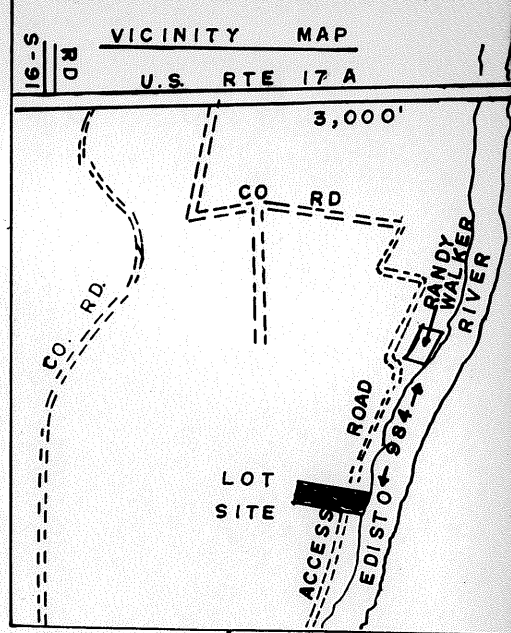 VICINITY MAP
S-91 RD
U.S. RTE 17 A
3,000'
CO RD
RANDY
WALKER
EDISTO RIVER
CO. RD.
984
ACCESS ROAD
LOT
SITE